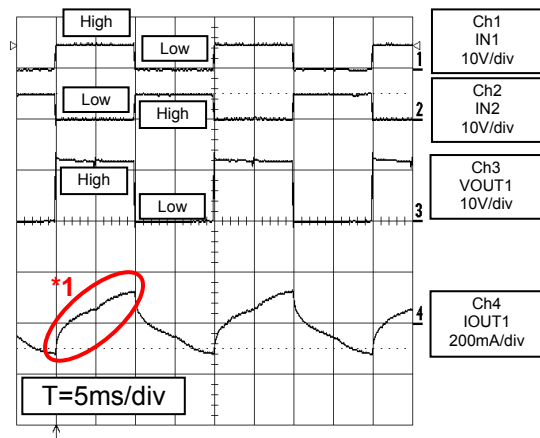 High
Low
1
Low
High
2
High
Low
3
*1
4
T=5ms/div
Ch1
IN1
10V/div
Ch2
IN2
10V/div
Ch3
VOUT1
10V/div
Ch4
IOUT1
200mA/div